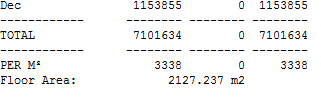 Dec 1153855 0 1153855
------------ -------- -------- --------
TOTAL 7101634 0 7101634
------------ -------- -------- --------
PER M² 3338 0 3338
Floor Area: 2127.237 m2